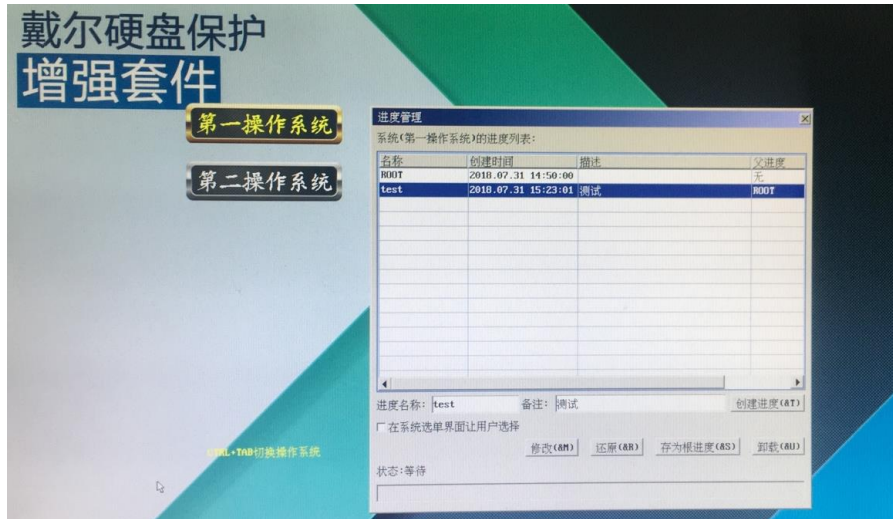 戴尔硬盘保护
增强套件
第一操作系统
第二操作系统
CTRL+TAB切换操作系统
进度管理
系统(第一操作系统)的进度列表:
名称 创建时间 描述 父进度
ROOT 2018.07.31 14:50:00 无
test 2018.07.31 15:23:01 测试 ROOT
进度名称: test 备注: 测试 创建进度(&T)
在系统选单界面让用户选择
修改(&M) 还原(&R) 存为根进度(&S) 卸载(&U)
状态:等待